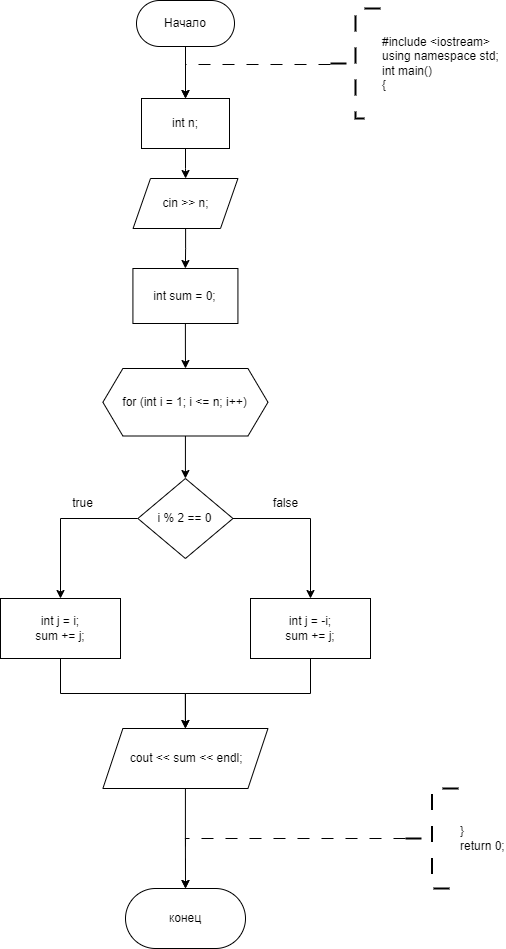 Начало
#include <iostream>
using namespace std;
int main()
{
int n;
cin >> n;
int sum = 0;
for (int i = 1; i <= n; i++)
i % 2 == 0
true
false
int j = i;
sum += j;
int j = -i;
sum += j;
cout << sum << endl;
}
return 0;
конец